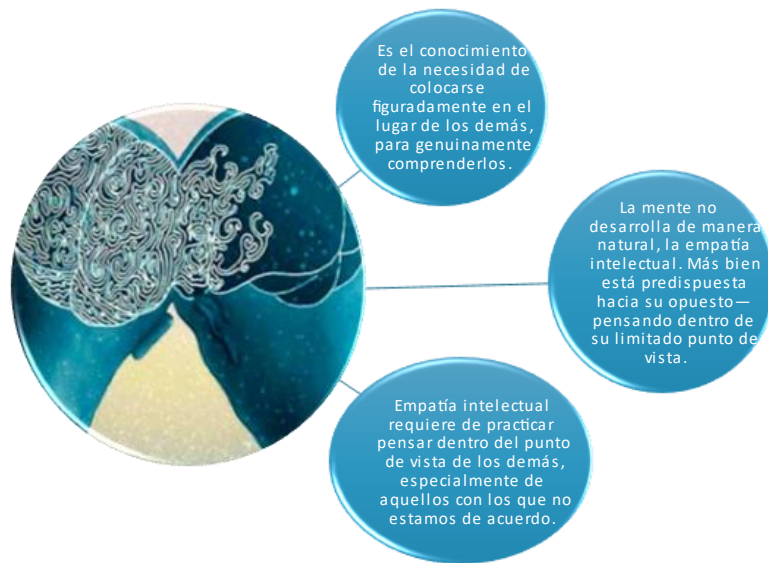 Es el conocimiento
de la necesidad de
colocarse
figuradamente en el
lugar de los demás,
para genuinamente
comprenderlos.
La mente no
desarrolla de manera
natural, la empatía
intelectual. Más bien
está predispuesta
hacia su opuesto—
pensando dentro de
su limitado punto de
vista.
Empatía intelectual
requiere de practicar
pensar dentro del punto
de vista de los demás,
especialmente de
aquellos con los que no
estamos de acuerdo.